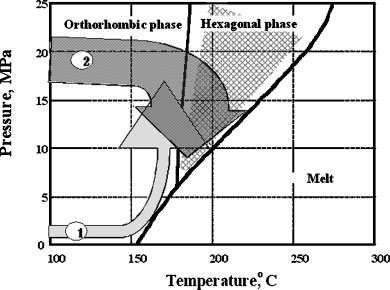 Orthorhombic phase
Hexagonal phase
Pressure, MPa
25
20
15
10
5
0
2
1
Melt
100
150
200
250
300
Temperature,° C